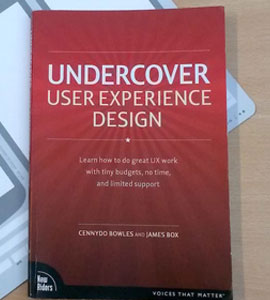 UNDERCOVER
USER EXPERIENCE
DESIGN
Learn how to do great UX work
with tiny budgets, no time,
and limited support
CENNYDD BOWLES AND JAMES BOX
New
Riders
VOICES THAT MATTER™